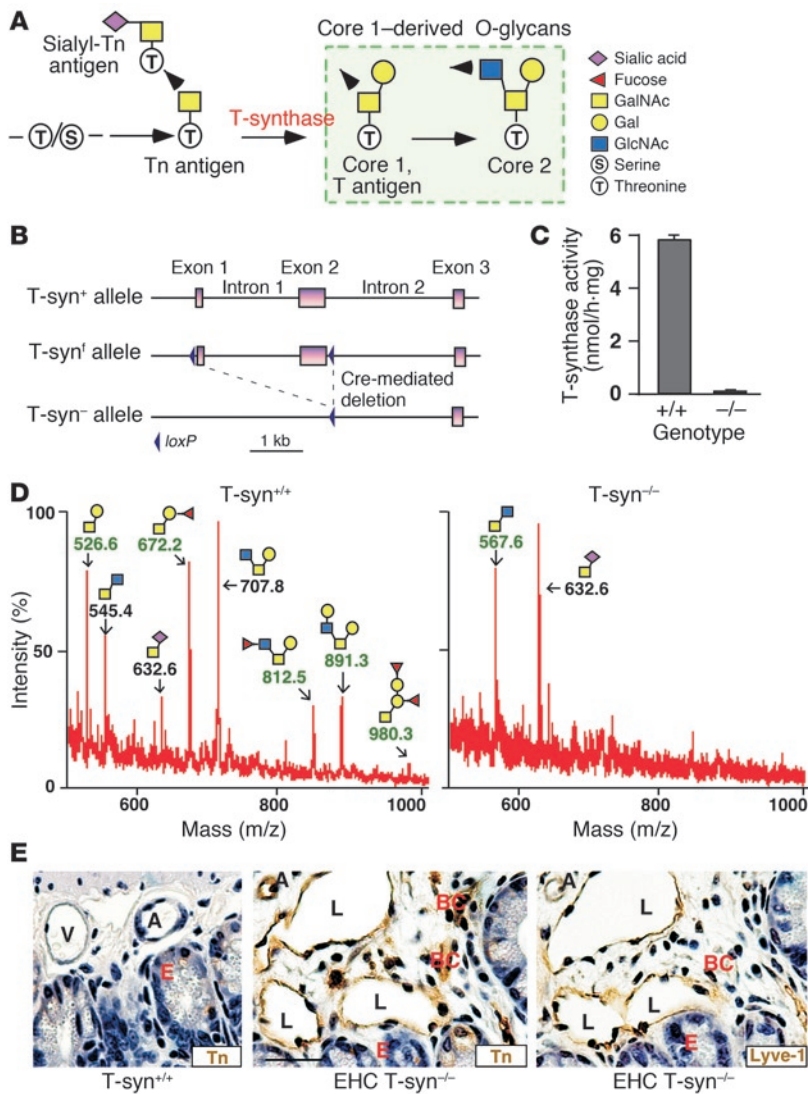 A
Sialyl-Tn
antigen
T
T/S
T
Tn antigen
T-synthase
Core 1–derived O-glycans
T
Core 1,
T antigen
T
Core 2
Sialic acid
Fucose
GalNAc
Gal
GlcNAc
S Serine
T Threonine
B
Exon 1 Exon 2 Exon 3
T-syn+ allele
Intron 1 Intron 2
T-synf allele
Cre-mediated
deletion
T-syn– allele
loxP
1 kb
C
T-synthase activity
(nmol/h·mg)
6
4
2
0
+/+ –/–
Genotype
D
T-syn+/+
T-syn–/–
Intensity (%)
100
50
0
526.6
545.4
632.6
672.2
707.8
812.5
891.3
980.3
600 800 1000
Mass (m/z)
567.6
632.6
600 800 1000
Mass (m/z)
E
V
A
E
Tn
T-syn+/+
A
L
BC
BC
L
L
E
Tn
EHC T-syn–/–
A
L
BC
L
L
E
Lyve-1
EHC T-syn–/–